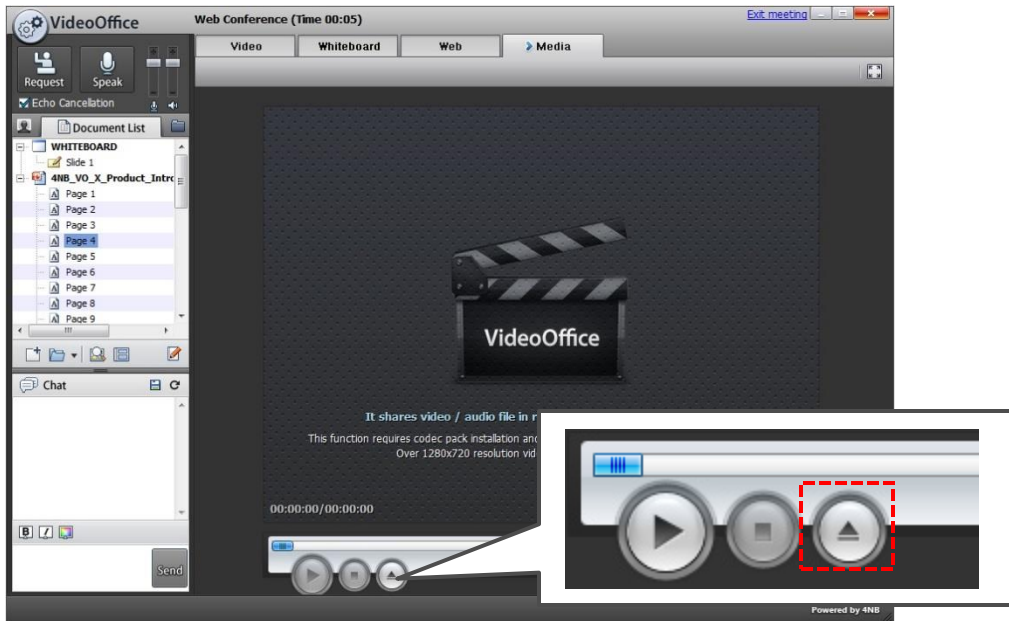 VideoOffice
Web Conference (Time 00:05)
Exit meeting
Video
Whiteboard
Web
Media
Request
Speak
Echo Cancellation
Document List
WHITEBOARD
Slide 1
4NB_VO_X_Product_Intro
Page 1
Page 2
Page 3
Page 4
Page 5
Page 6
Page 7
Page 8
Page 9
VideoOffice
It shares video / audio file in r
This function requires codec pack installation and
Over 1280x720 resolution vid
00:00:00/00:00:00
Chat
B
Send
Powered by 4NB